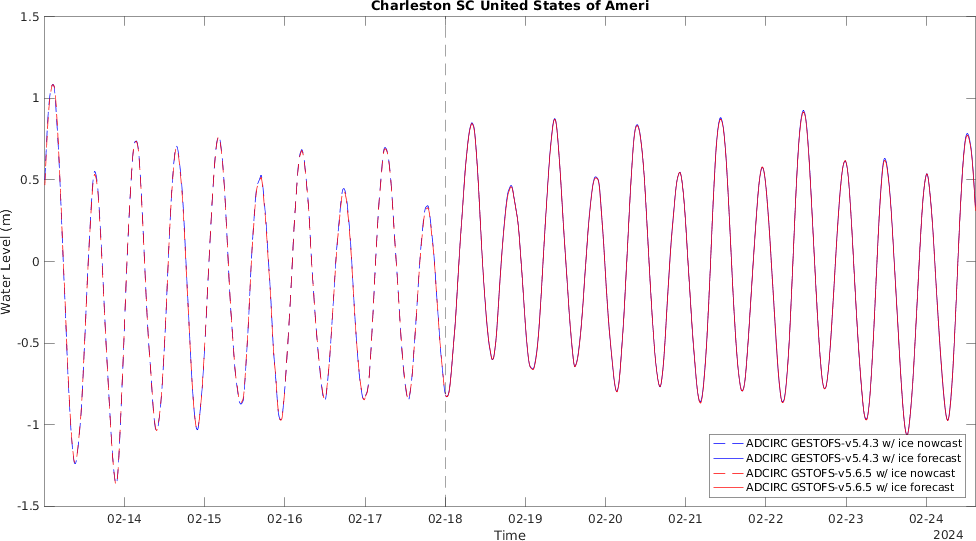 Charleston SC United States of Ameri
1.5
1
0.5
0
-0.5
-1
-1.5
Water Level (m)
ADCIRC GESTOFS-v5.4.3 w/ ice nowcast
ADCIRC GESTOFS-v5.4.3 w/ ice forecast
ADCIRC GSTOFS-v5.6.5 w/ ice nowcast
ADCIRC GSTOFS-v5.6.5 w/ ice forecast
02-14 02-15 02-16 02-17 02-18 02-19 02-20 02-21 02-22 02-23 02-24
Time 2024